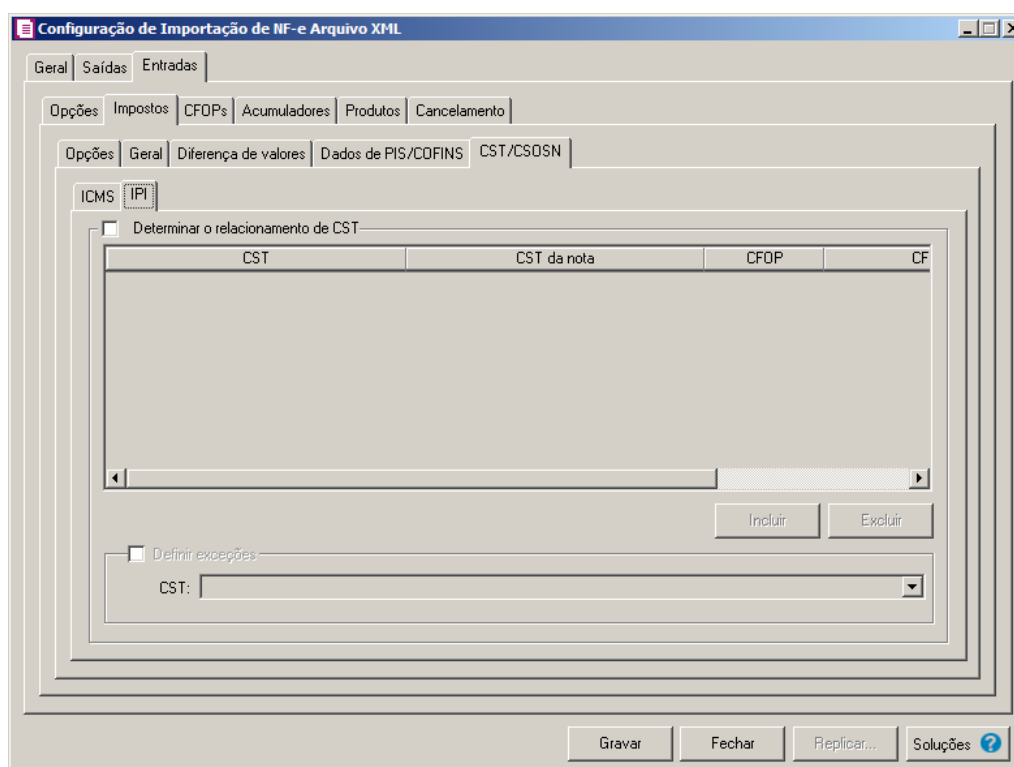 Configuração de Importação de NF-e Arquivo XML
Geral Saídas Entradas
Opções Impostos CFOPs Acumuladores Produtos Cancelamento
Opções Geral Diferença de valores Dados de PIS/COFINS CST/CSOSN
ICMS IPI
Determinar o relacionamento de CST
CST CST da nota CFOP CF
Incluir Excluir
Definir exceções
CST:
Gravar Fechar Replicar... Soluções ?